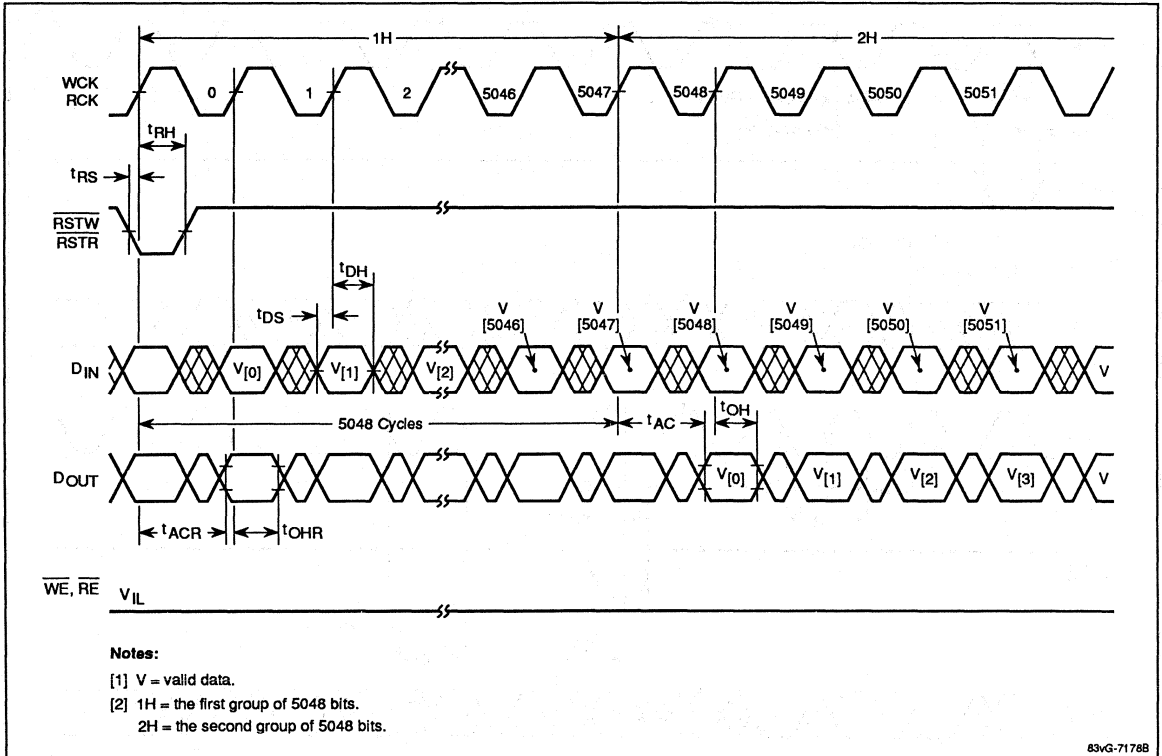 1H 2H
WCK
RCK
0 1 2 5046 5047 5048 5049 5050 5051
tRH
tRS
RSTW
RSTR
tDH
tDS
V V V V V V
[5046] [5047] [5048] [5049] [5050] [5051]
DIN V[0] V[1] V[2] V
5048 Cycles tAC tOH
DOUT V[0] V[1] V[2] V[3] V
tACR tOHR
WE, RE VIL
Notes:
[1] V = valid data.
[2] 1H = the first group of 5048 bits.
2H = the second group of 5048 bits.
83vG-7178B